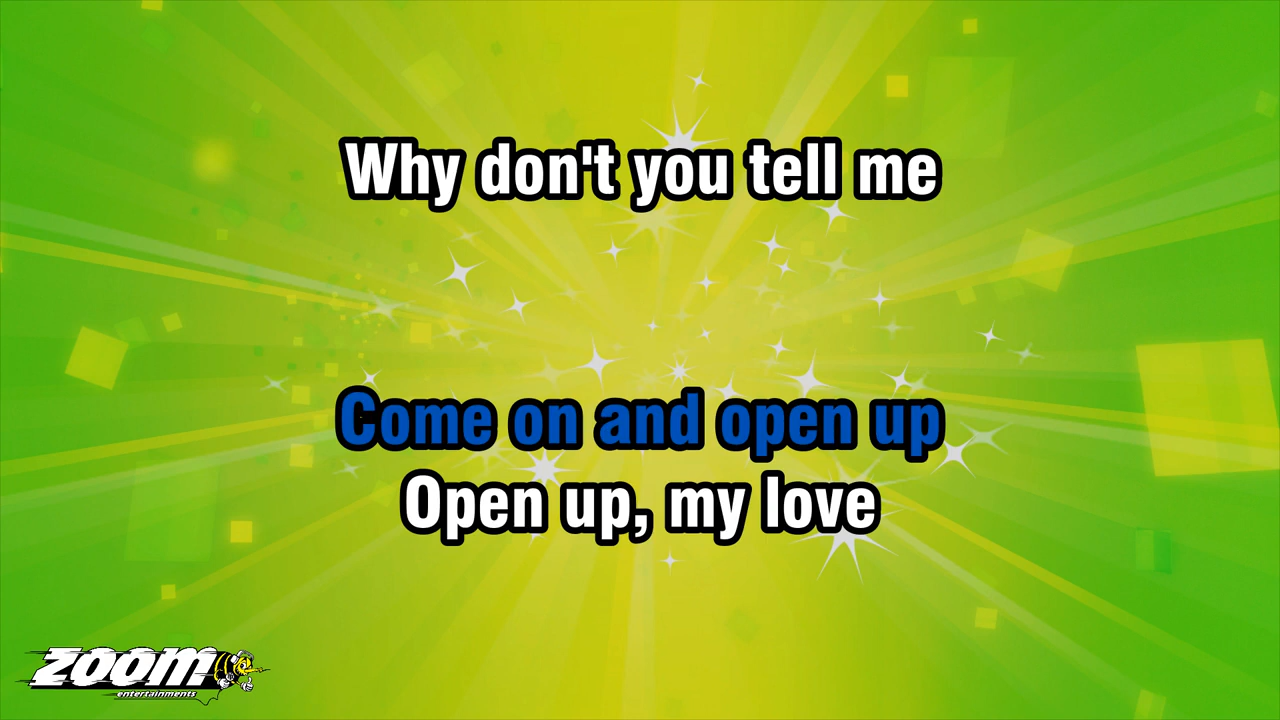 Why don't you tell me
Come on and open up
Open up, my love
zoom
entertainments